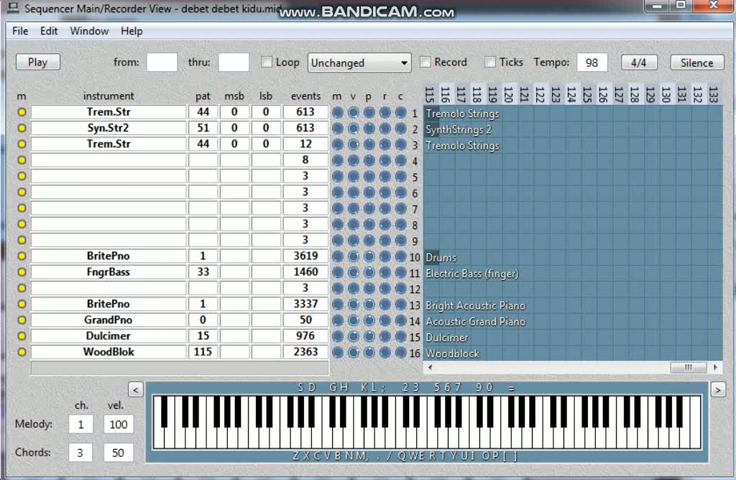 Sequencer Main/Recorder View - debet debet kidu.mid
www.BANDICAM.com
File Edit Window Help
Play from: thru: Loop Unchanged Record Ticks Tempo: 98 4/4 Silence
m instrument pat msb lsb events m v p r c 115 116 117 118 119 120 121 122 123 124 125 126 127 128 129 130 131 132 133
Trem.Str 44 0 0 613 1 Tremolo Strings
Syn.Str2 51 0 0 613 2 SynthStrings 2
Trem.Str 44 0 0 12 3 Tremolo Strings
8 4
3 5
3 6
3 7
3 8
3 9
BritePno 1 3619 10 Drums
FngrBass 33 1460 11 Electric Bass (finger)
3 12
BritePno 1 3337 13 Bright Acoustic Piano
GrandPno 0 50 14 Acoustic Grand Piano
Dulcimer 15 976 15 Dulcimer
WoodBlok 115 2363 16 Woodblock
< S D G H K L ; 2 3 5 6 7 9 0 = >
ch. vel.
Melody: 1 100
Chords: 3 50
Z X C V B N M , . / Q W E R T Y U I O P [ ]